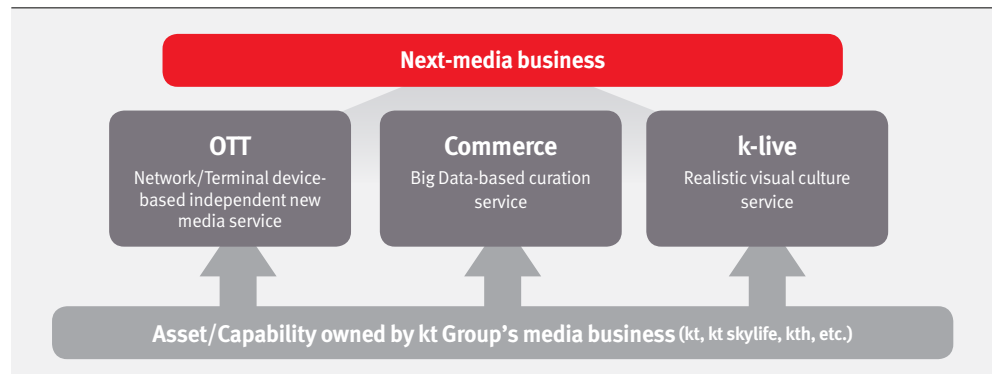 Next-media business
OTT
Network/Terminal device-
based independent new
media service
Commerce
Big Data-based curation
service
k-live
Realistic visual culture
service
Asset/Capability owned by kt Group's media business (kt, kt skylife, kth, etc.)